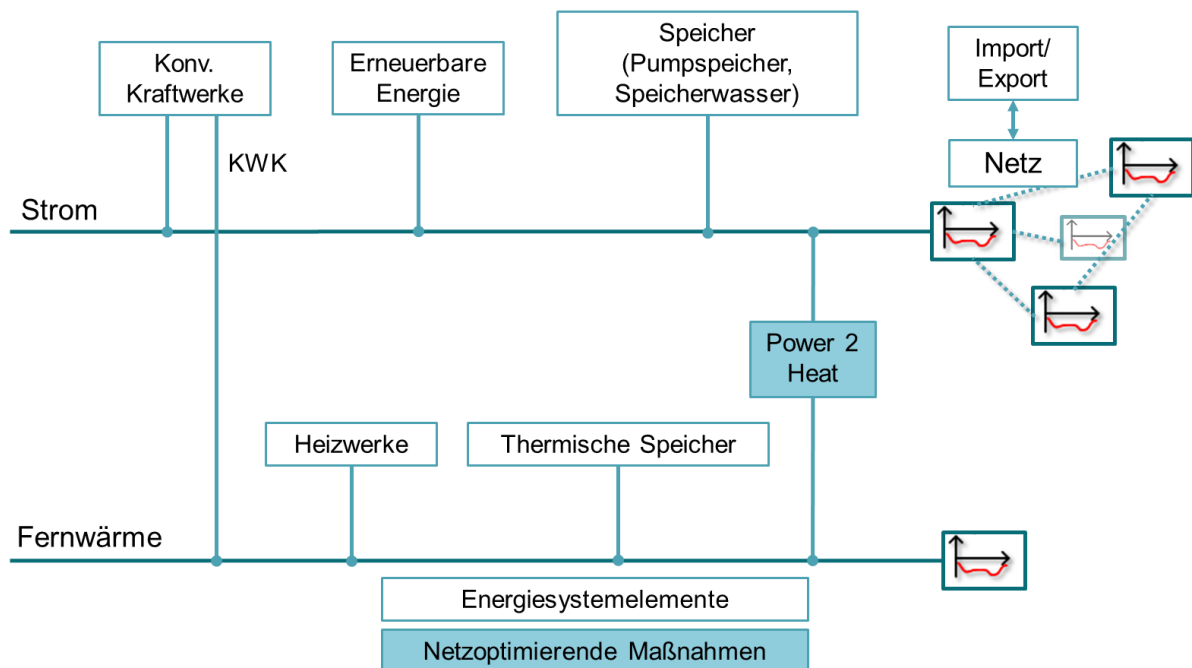 Konv.
Kraftwerke
Erneuerbare
Energie
Speicher
(Pumpspeicher,
Speicherwasser)
Import/
Export
Netz
KWK
Strom
Power 2
Heat
Heizwerke
Thermische Speicher
Fernwärme
Energiesystemelemente
Netzoptimierende Maßnahmen